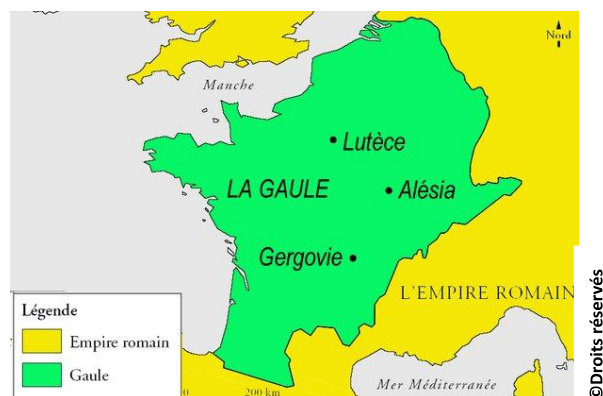 Nord
Manche
Lutèce
LA GAULE
Alésia
Gergovie
L'EMPIRE ROMAIN
Légende
Empire romain
Gaule
0
200 km
Mer Méditerranée
©Droits réservés